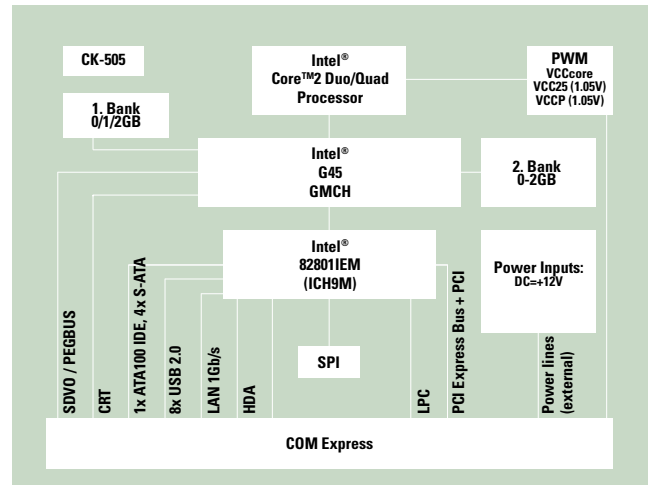 CK-505
Intel®
Core™2 Duo/Quad
Processor
PWM
VCCcore
VCC25 (1.05V)
VCCP (1.05V)
1. Bank
0/1/2GB
Intel®
G45
GMCH
2. Bank
0-2GB
Intel®
82801IEM
(ICH9M)
Power Inputs:
DC=+12V
SPI
SDVO / PEGBUS
CRT
1x ATA100 IDE, 4x S-ATA
8x USB 2.0
LAN 1Gb/s
HDA
LPC
PCI Express Bus + PCI
Power lines
(external)
COM Express